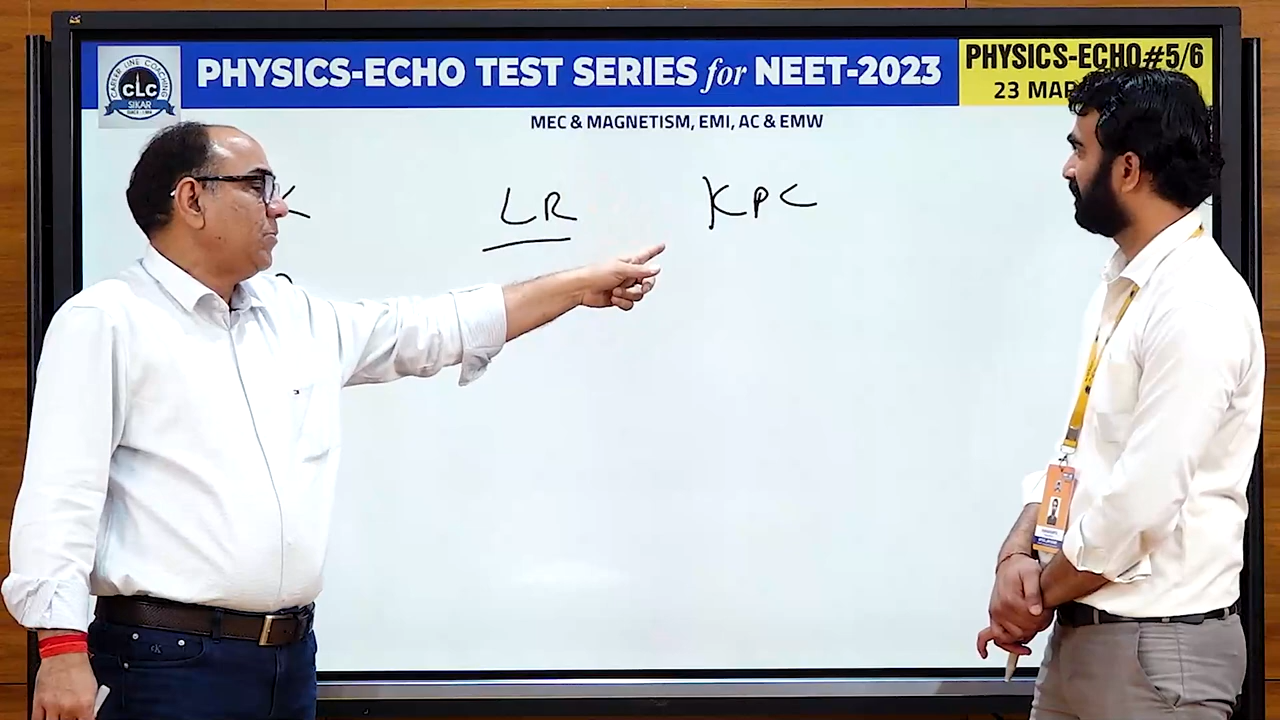 CAREER LINE COACHING
CLC
SIKAR
PHYSICS-ECHO TEST SERIES for NEET-2023
PHYSICS-ECHO#5/6
23 MAR
MEC & MAGNETISM, EMI, AC & EMW
LR
KPC